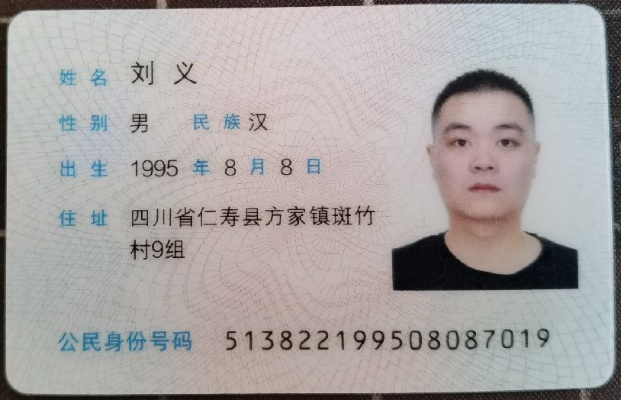 姓名 刘义
性别 男 民族 汉
出生 1995 年 8 月 8 日
住址 四川省仁寿县方家镇斑竹
村9组
公民身份号码 513822199508087019